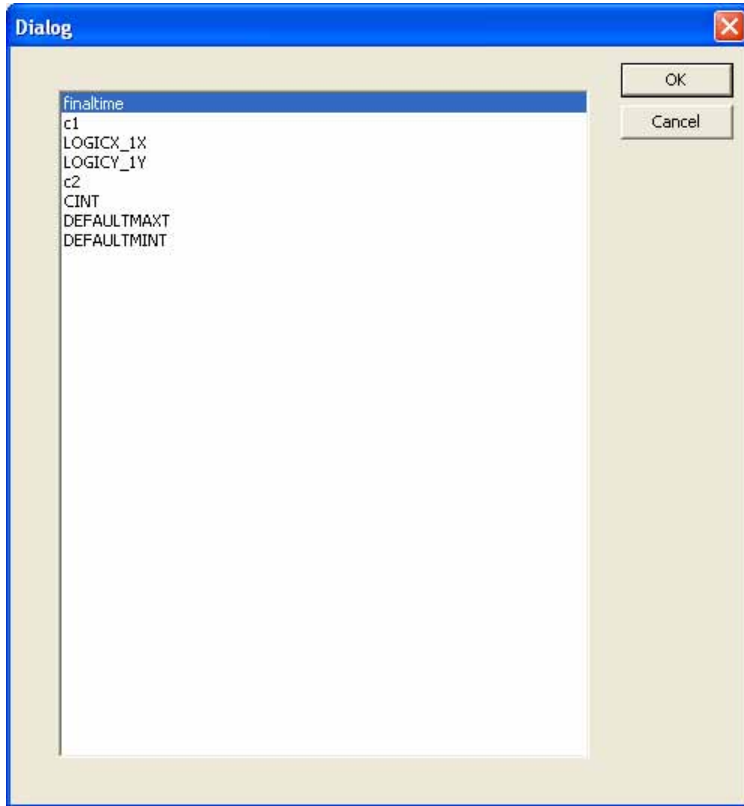 Dialog
OK
Cancel
finaltime
c1
LOGICX_1X
LOGICY_1Y
c2
CINT
DEFAULTMAXT
DEFAULTMINT